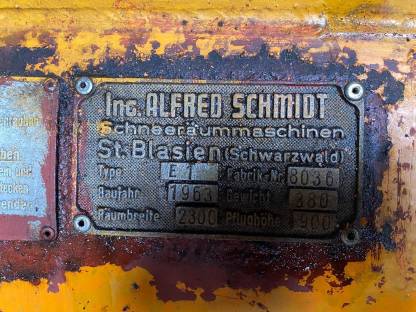 Ing. ALFRED SCHMIDT
Schneeräummaschinen
St. Blasien (Schwarzwald)
Type E 1 Fabrik-Nr. 8036
Baujahr 1963 Gewicht 380
Räumbreite 2300 Pflughöhe 900